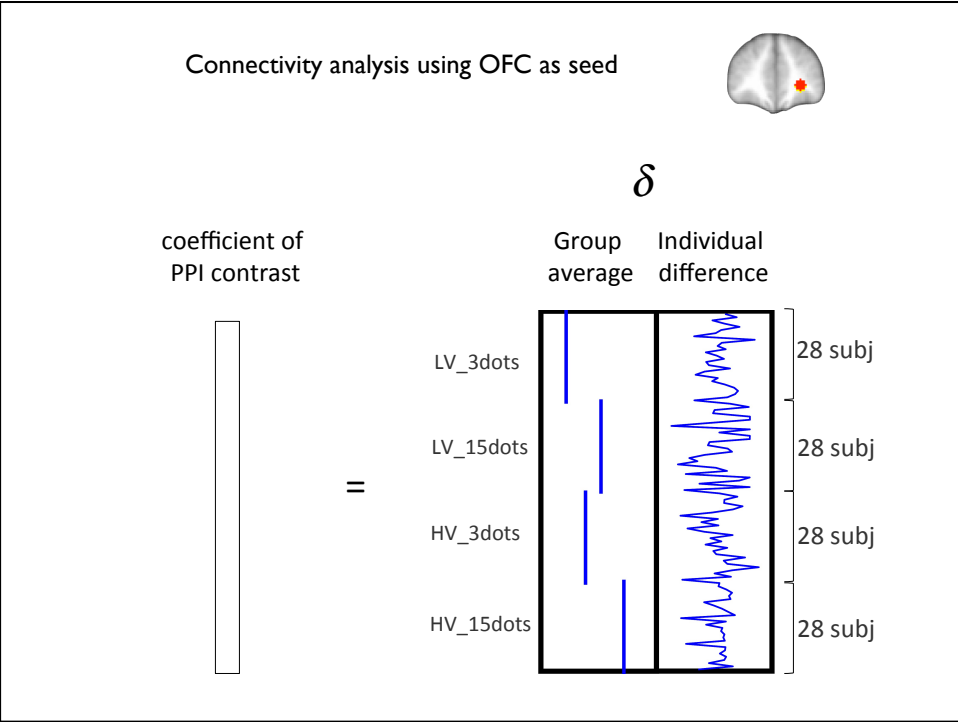 Connectivity analysis using OFC as seed
δ
coefficient of
PPI contrast
Group
average
Individual
difference
LV_3dots
28 subj
LV_15dots
28 subj
=
HV_3dots
28 subj
HV_15dots
28 subj